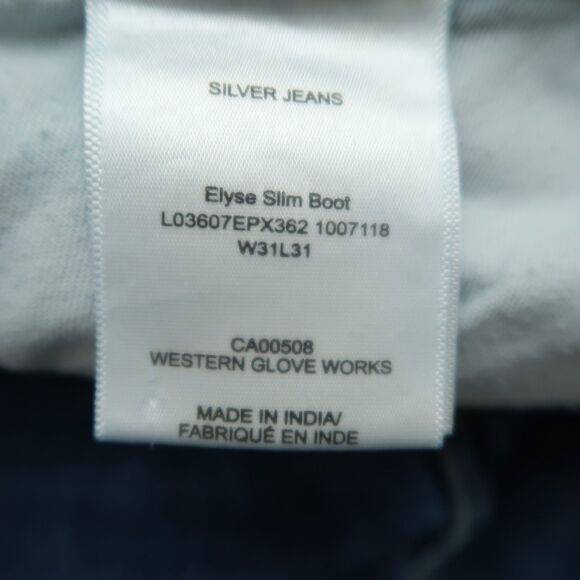 SILVER JEANS
Elyse Slim Boot
L03607EPX362 1007118
W31L31
CA00508
WESTERN GLOVE WORKS
MADE IN INDIA/
FABRIQUÉ EN INDE